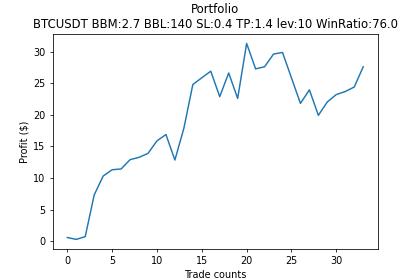 Portfolio
BTCUSDT BBM:2.7 BBL:140 SL:0.4 TP:1.4 lev:10 WinRatio:76.0
30
25
20
15
10
5
0
Profit ($)
0 5 10 15 20 25 30
Trade counts